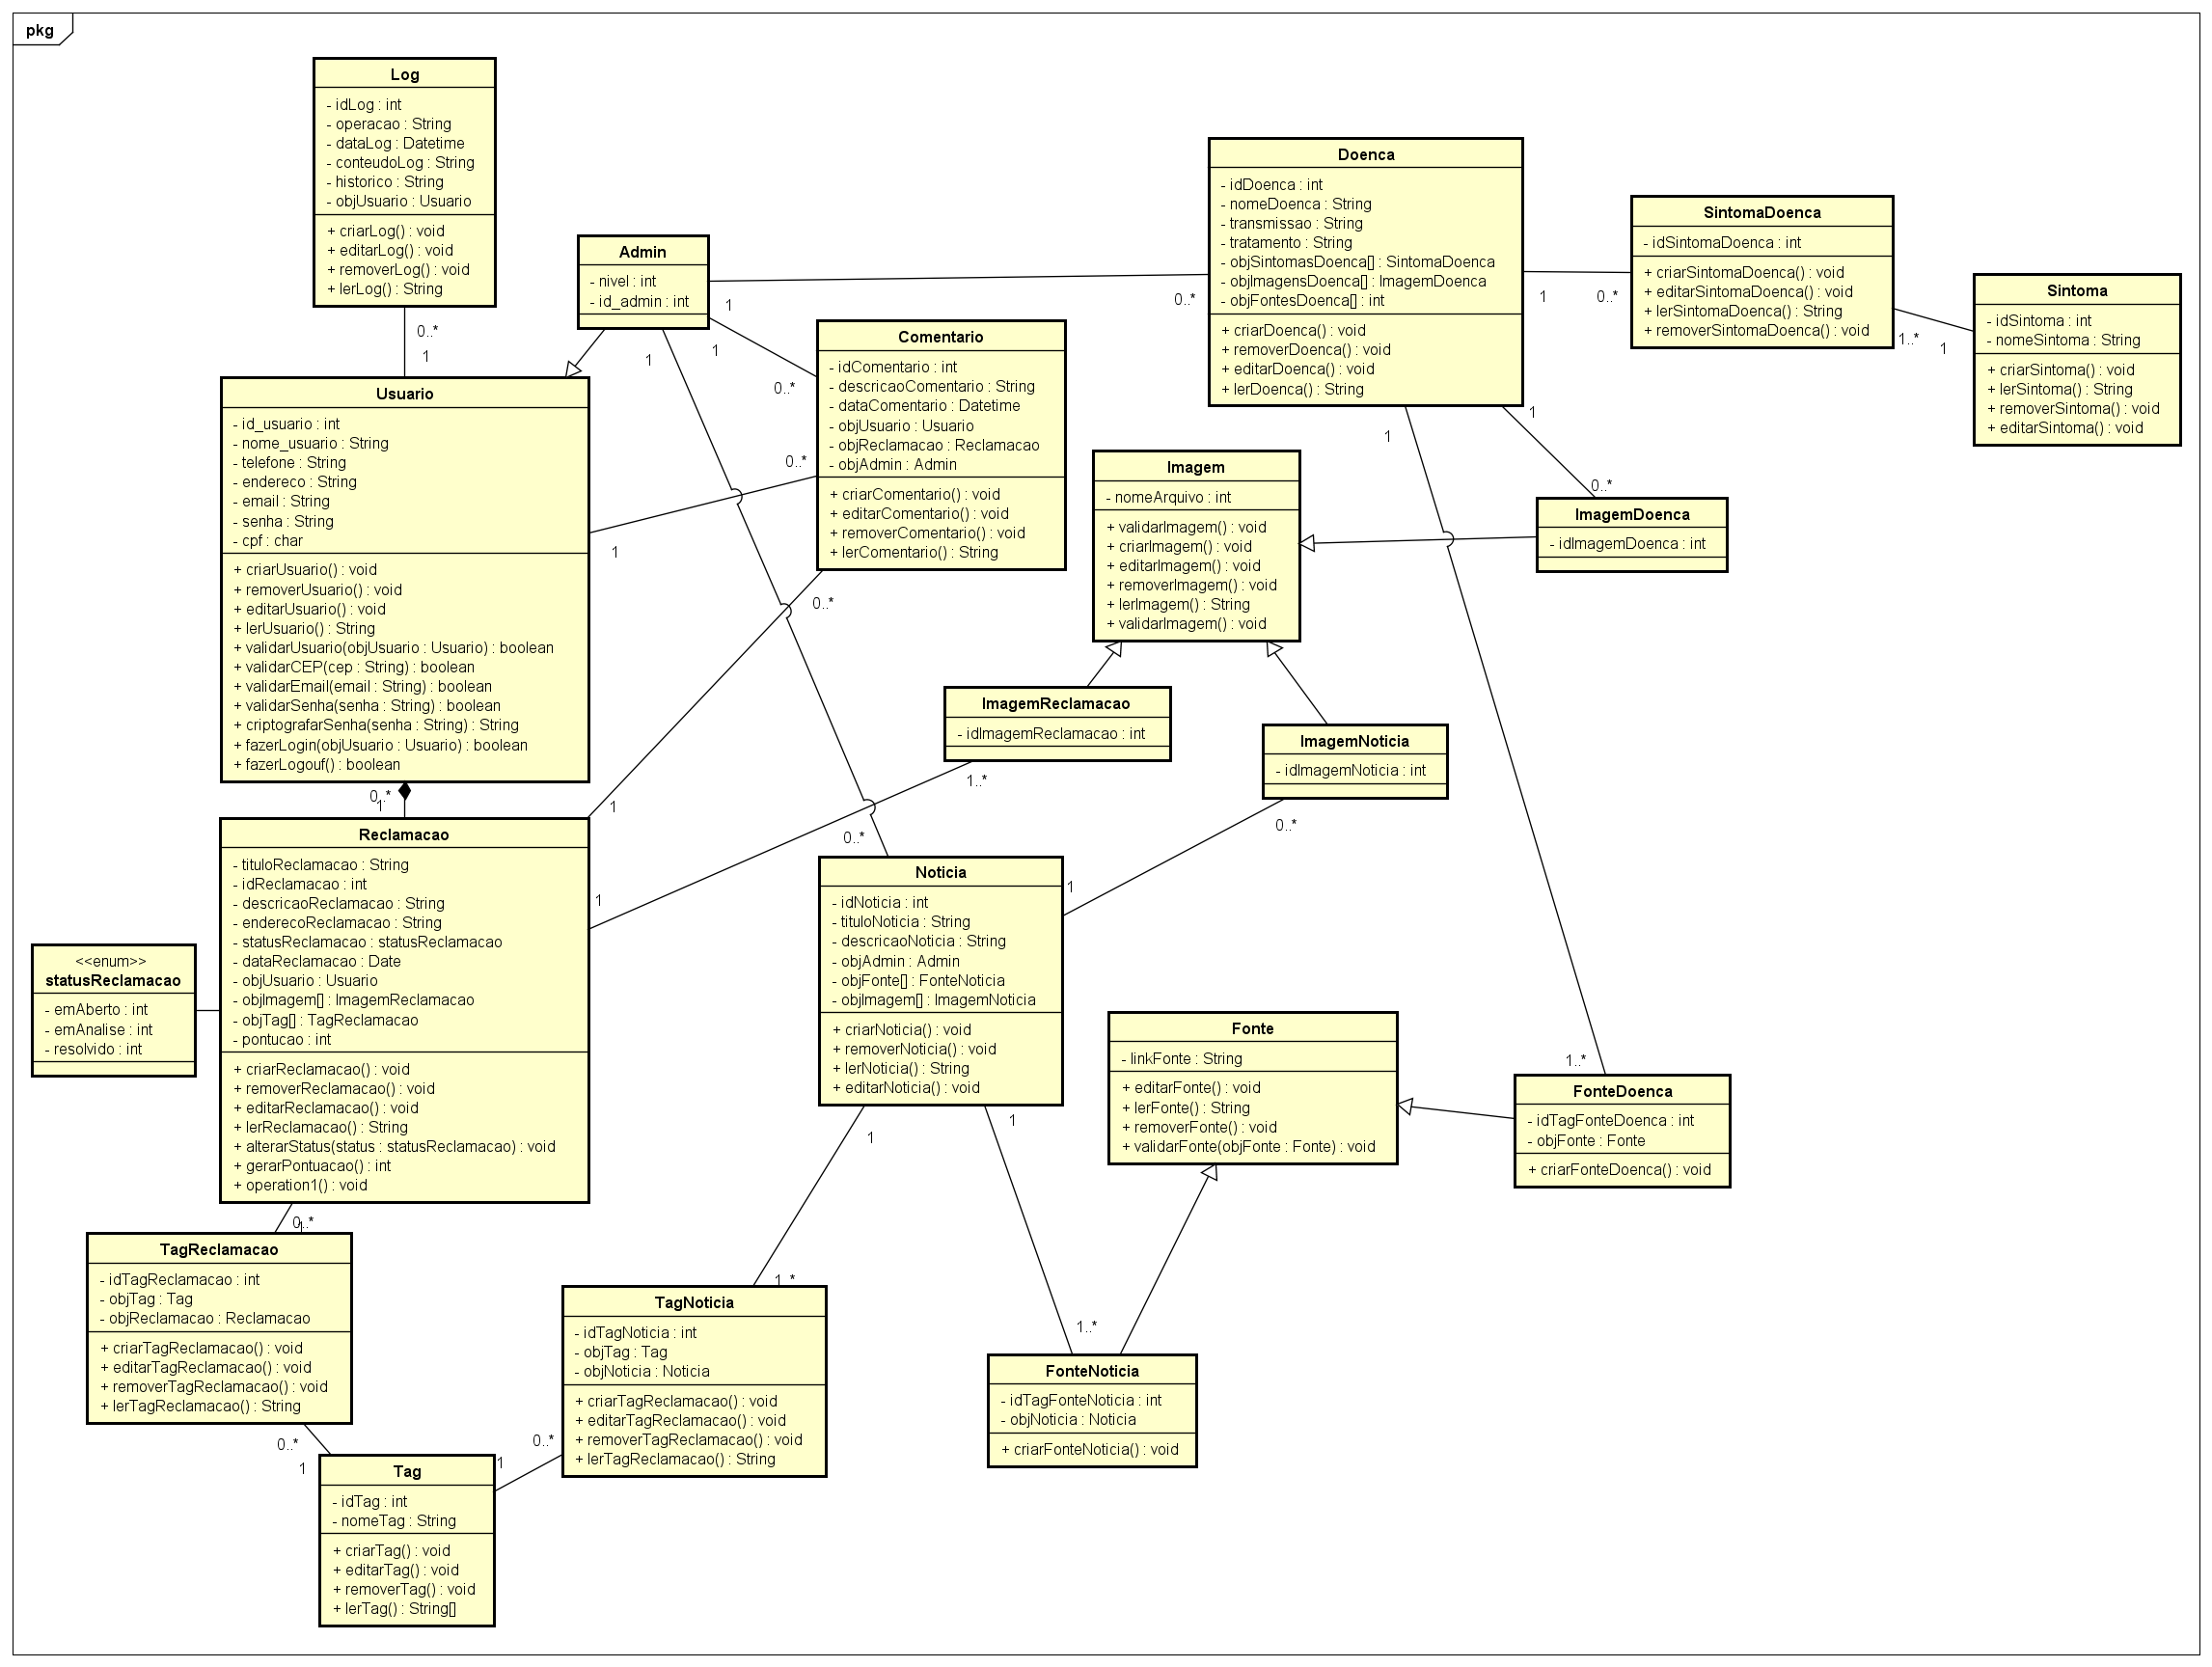 pkg
Log
- idLog : int
- operacao : String
- dataLog : Datetime
- conteudoLog : String
- historico : String
- objUsuario : Usuario
+ criarLog() : void
+ editarLog() : void
+ removerLog() : void
+ lerLog() : String
0..*
1
Admin
- nivel : int
- id_admin : int
1
0..*
1
0..*
1
0..*
Usuario
- id_usuario : int
- nome_usuario : String
- telefone : String
- endereco : String
- email : String
- senha : String
- cpf : char
+ criarUsuario() : void
+ removerUsuario() : void
+ editarUsuario() : void
+ lerUsuario() : String
+ validarUsuario(objUsuario : Usuario) : boolean
+ validarCEP(cep : String) : boolean
+ validarEmail(email : String) : boolean
+ validarSenha(senha : String) : boolean
+ criptografarSenha(senha : String) : String
+ fazerLogin(objUsuario : Usuario) : boolean
+ fazerLogouf() : boolean
0..*
1
Comentario
- idComentario : int
- descricaoComentario : String
- dataComentario : Datetime
- objUsuario : Usuario
- objReclamacao : Reclamacao
- objAdmin : Admin
+ criarComentario() : void
+ editarComentario() : void
+ removerComentario() : void
+ lerComentario() : String
0..*
1
0..*
1
Doenca
- idDoenca : int
- nomeDoenca : String
- transmissao : String
- tratamento : String
- objSintomasDoenca[] : SintomaDoenca
- objImagensDoenca[] : ImagemDoenca
- objFontesDoenca[] : int
+ criarDoenca() : void
+ removerDoenca() : void
+ editarDoenca() : void
+ lerDoenca() : String
1
0..*
1
0..*
1
1..*
SintomaDoenca
- idSintomaDoenca : int
+ criarSintomaDoenca() : void
+ editarSintomaDoenca() : void
+ lerSintomaDoenca() : String
+ removerSintomaDoenca() : void
1..*
1
Sintoma
- idSintoma : int
- nomeSintoma : String
+ criarSintoma() : void
+ lerSintoma() : String
+ removerSintoma() : void
+ editarSintoma() : void
Imagem
- nomeArquivo : int
+ validarImagem() : void
+ criarImagem() : void
+ editarImagem() : void
+ removerImagem() : void
+ lerImagem() : String
+ validarImagem() : void
ImagemDoenca
- idImagemDoenca : int
ImagemReclamacao
- idImagemReclamacao : int
1..*
1
ImagemNoticia
- idImagemNoticia : int
0..*
1
Reclamacao
- tituloReclamacao : String
- idReclamacao : int
- descricaoReclamacao : String
- enderecoReclamacao : String
- statusReclamacao : statusReclamacao
- dataReclamacao : Date
- objUsuario : Usuario
- objImagem[] : ImagemReclamacao
- objTag[] : TagReclamacao
- pontucao : int
+ criarReclamacao() : void
+ removerReclamacao() : void
+ editarReclamacao() : void
+ lerReclamacao() : String
+ alterarStatus(status : statusReclamacao) : void
+ gerarPontuacao() : int
+ operation1() : void
0..*
1
<<enum>>
statusReclamacao
- emAberto : int
- emAnalise : int
- resolvido : int
Noticia
- idNoticia : int
- tituloNoticia : String
- descricaoNoticia : String
- objAdmin : Admin
- objFonte[] : FonteNoticia
- objImagem[] : ImagemNoticia
+ criarNoticia() : void
+ removerNoticia() : void
+ lerNoticia() : String
+ editarNoticia() : void
1
1..*
1
1..*
Fonte
- linkFonte : String
+ editarFonte() : void
+ lerFonte() : String
+ removerFonte() : void
+ validarFonte(objFonte : Fonte) : void
FonteDoenca
- idTagFonteDoenca : int
- objFonte : Fonte
+ criarFonteDoenca() : void
TagReclamacao
- idTagReclamacao : int
- objTag : Tag
- objReclamacao : Reclamacao
+ criarTagReclamacao() : void
+ editarTagReclamacao() : void
+ removerTagReclamacao() : void
+ lerTagReclamacao() : String
0..*
1
TagNoticia
- idTagNoticia : int
- objTag : Tag
- objNoticia : Noticia
+ criarTagReclamacao() : void
+ editarTagReclamacao() : void
+ removerTagReclamacao() : void
+ lerTagReclamacao() : String
0..*
1
FonteNoticia
- idTagFonteNoticia : int
- objNoticia : Noticia
+ criarFonteNoticia() : void
Tag
- idTag : int
- nomeTag : String
+ criarTag() : void
+ editarTag() : void
+ removerTag() : void
+ lerTag() : String[]